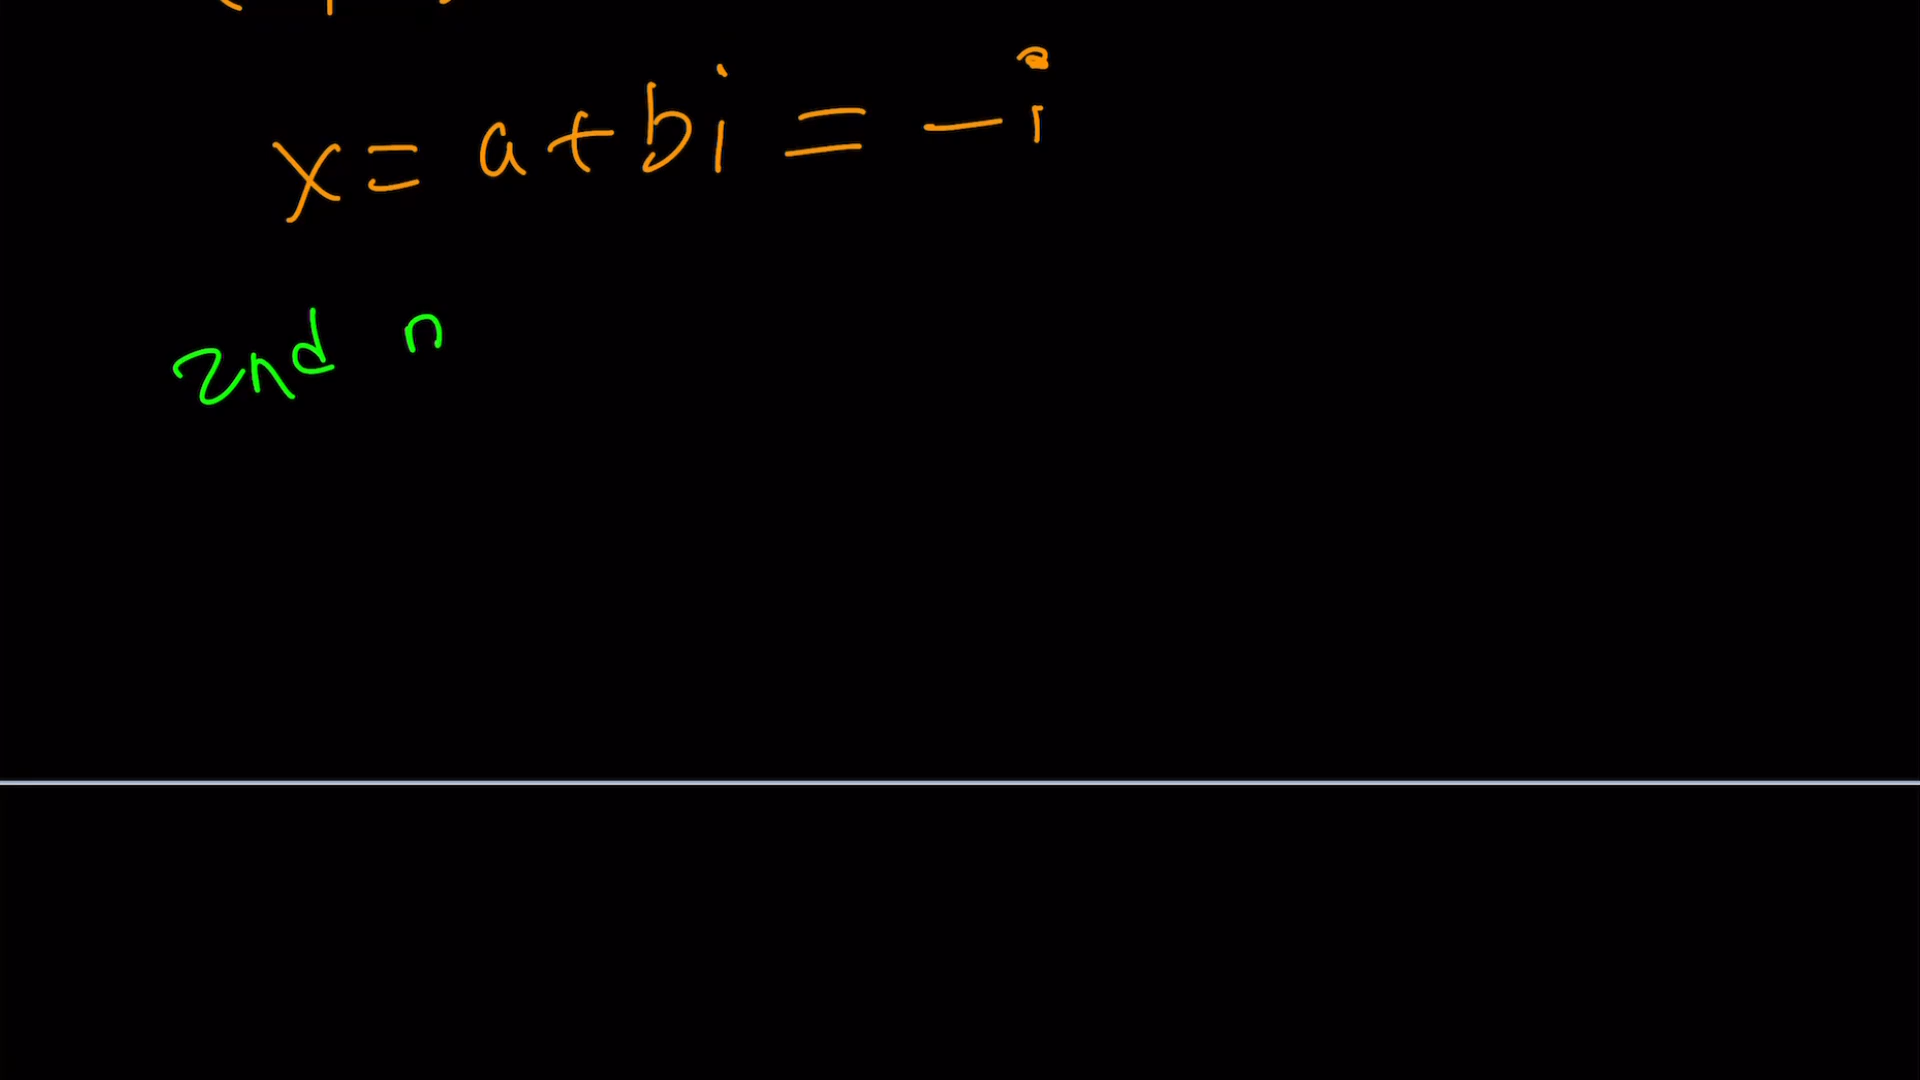 x = a + bi = -i
2nd